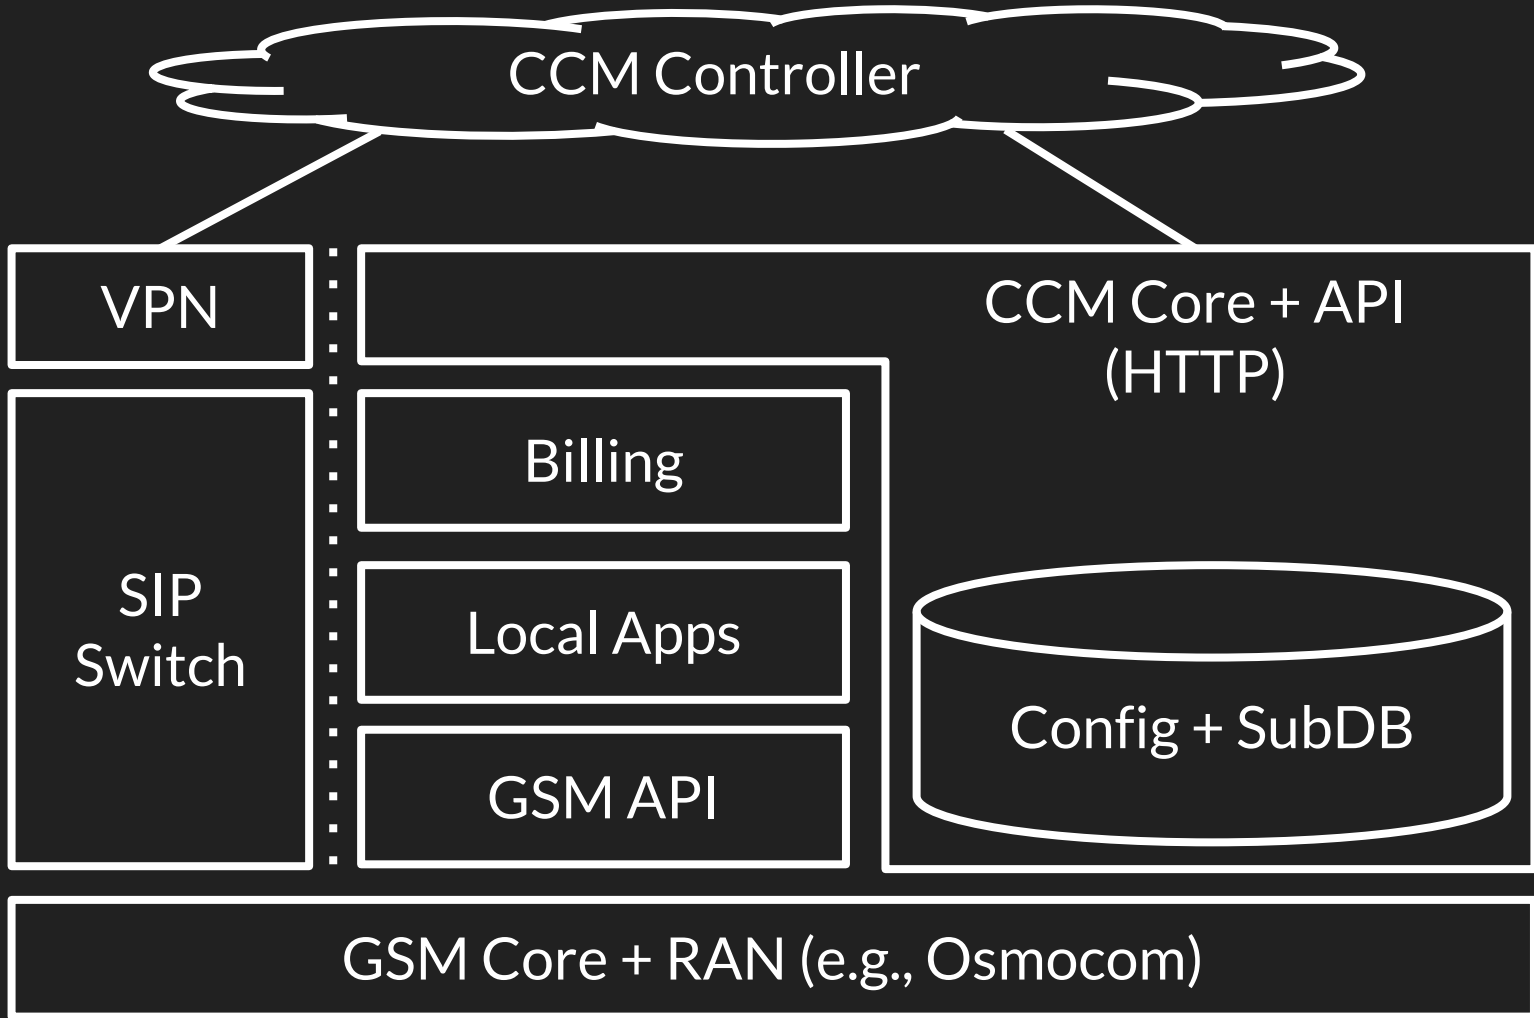 CCM Controller
VPN
CCM Core + API
(HTTP)
Billing
SIP
Switch
Local Apps
Config + SubDB
GSM API
GSM Core + RAN (e.g., Osmocom)